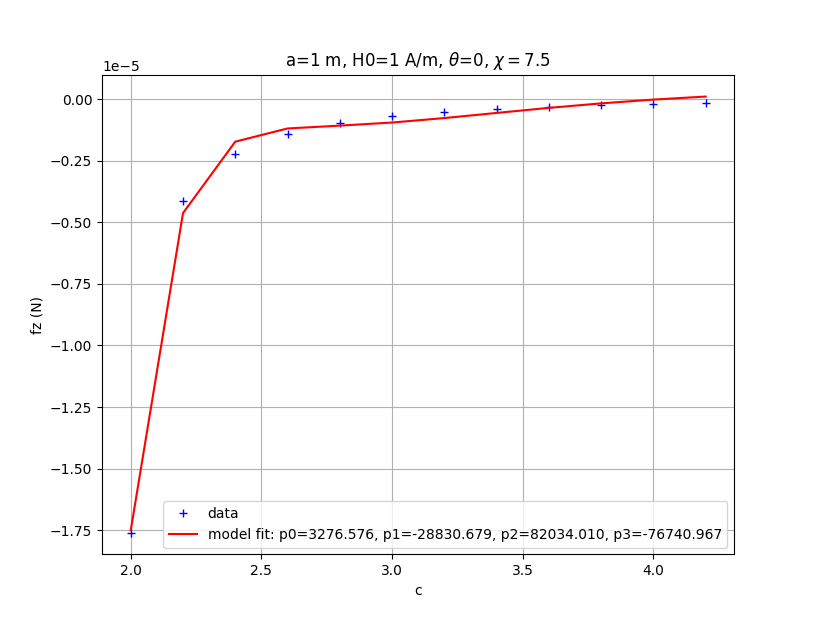 a=1 m, H0=1 A/m, θ=0, χ = 7.5
1e−5
0.00
−0.25
−0.50
−0.75
−1.00
−1.25
−1.50
−1.75
fz (N)
data
model fit: p0=3276.576, p1=-28830.679, p2=82034.010, p3=-76740.967
2.0 2.5 3.0 3.5 4.0
c